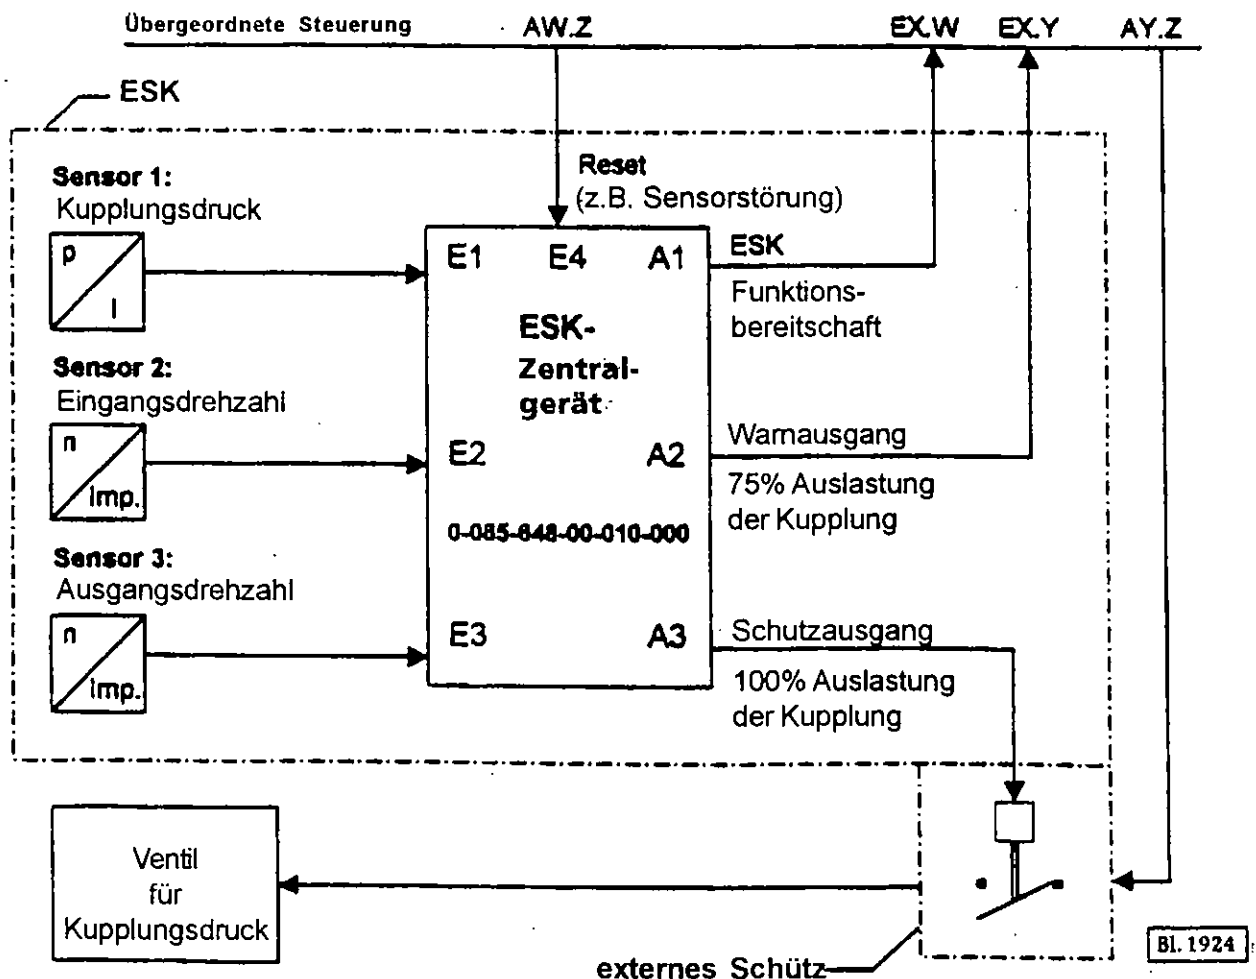 Übergeordnete Steuerung
AW.Z
EX.W
EX.Y
AY.Z
ESK
Reset
(z.B. Sensorstörung)
Sensor 1:
Kupplungsdruck
p
I
E1
E4
A1
ESK
Funktions-
bereitschaft
ESK-
Zentral-
gerät
Sensor 2:
Eingangsdrehzahl
n
Imp.
E2
A2
Warnausgang
75% Auslastung
der Kupplung
0-085-648-00-010-000
Sensor 3:
Ausgangsdrehzahl
n
Imp.
E3
A3
Schutzausgang
100% Auslastung
der Kupplung
Ventil
für
Kupplungsdruck
externes Schütz
Bl. 1924